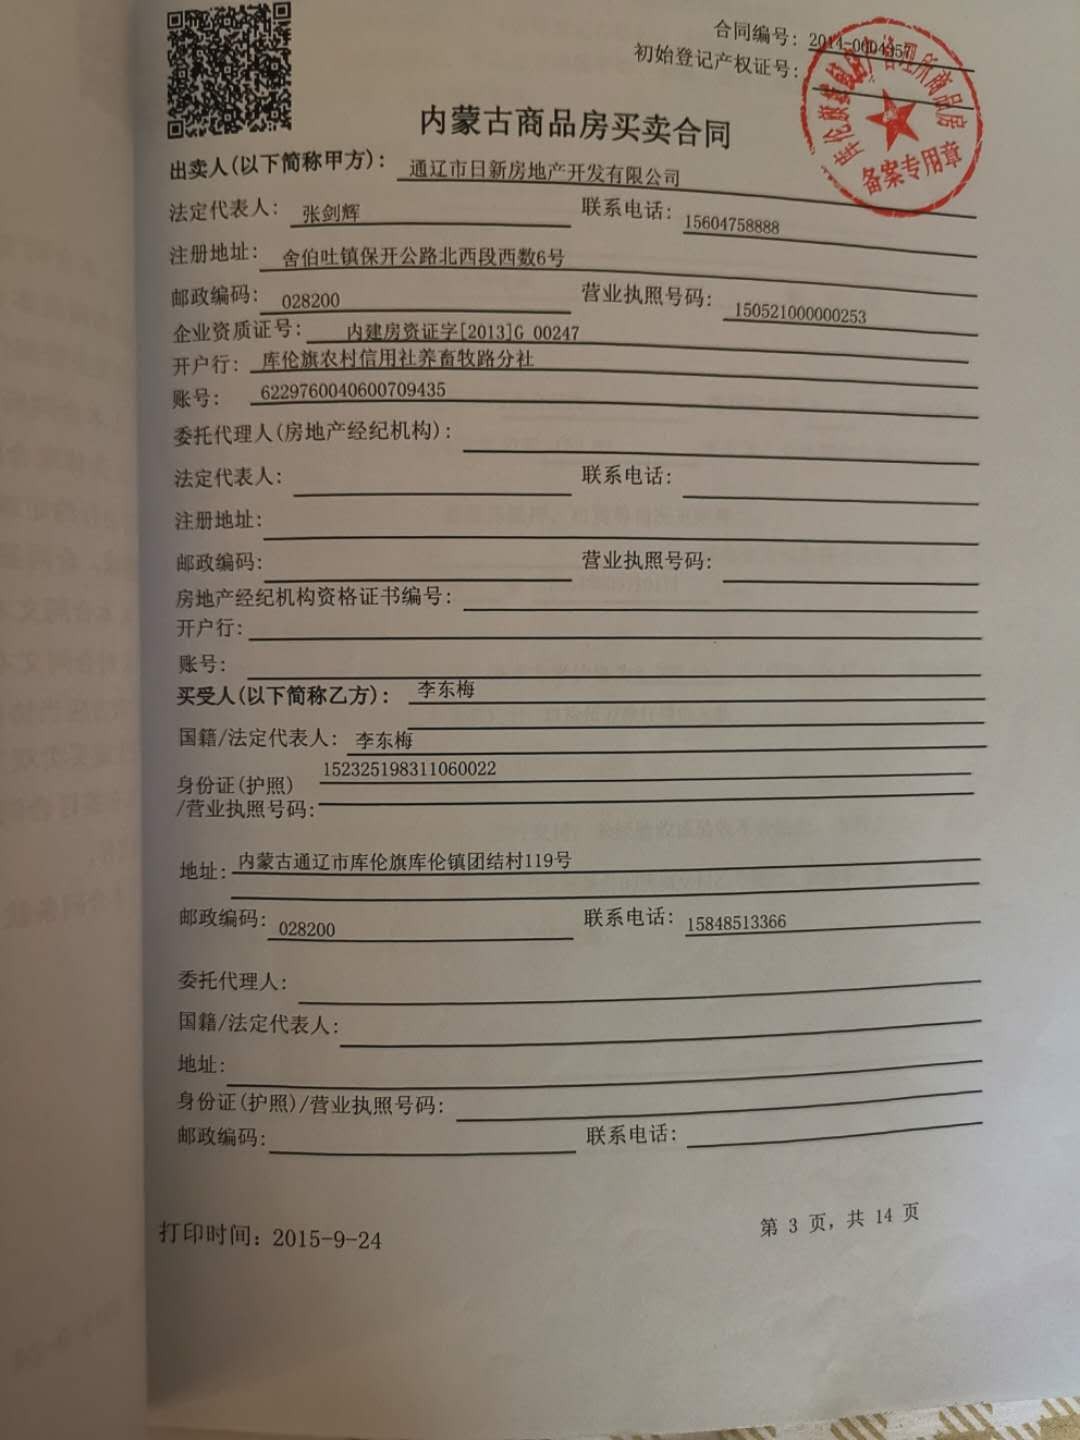 合同编号: 2014-0004957
初始登记产权证号:
内蒙古商品房买卖合同
备案专用章
出卖人(以下简称甲方): 通辽市日新房地产开发有限公司
法定代表人: 张剑辉 联系电话: 15604758888
注册地址: 舍伯吐镇保开公路北西段西数6号
邮政编码: 028200 营业执照号码: 150521000000253
企业资质证号: 内建房资证字[2013]G 00247
开户行: 库伦旗农村信用社养畜牧路分社
账号: 6229760040600709435
委托代理人(房地产经纪机构):
法定代表人: 联系电话:
注册地址:
邮政编码: 营业执照号码:
房地产经纪机构资格证书编号:
开户行:
账号:
买受人(以下简称乙方): 李东梅
国籍/法定代表人: 李东梅
身份证(护照) 152325198311060022
/营业执照号码:
地址: 内蒙古通辽市库伦旗库伦镇团结村119号
邮政编码: 028200 联系电话: 15848513366
委托代理人:
国籍/法定代表人:
地址:
身份证(护照)/营业执照号码:
邮政编码: 联系电话:
打印时间: 2015-9-24 第 3 页, 共 14 页